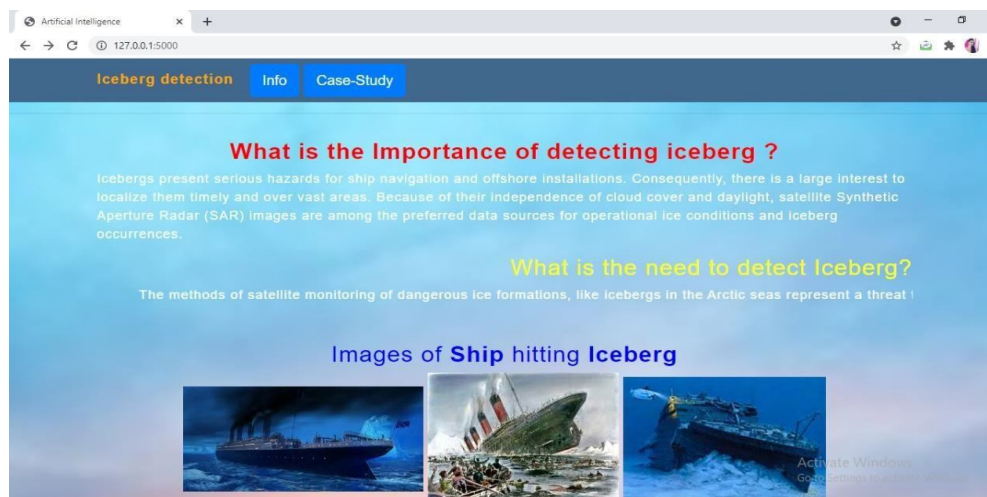 Artificial Intelligence
127.0.0.1:5000
Iceberg detection Info Case-Study
What is the Importance of detecting iceberg ?
Icebergs present serious hazards for ship navigation and offshore installations. Consequently, there is a large interest to
localize them timely and over vast areas. Because of their independence of cloud cover and daylight, satellite Synthetic
Aperture Radar (SAR) images are among the preferred data sources for operational ice conditions and iceberg
occurrences.
What is the need to detect Iceberg?
The methods of satellite monitoring of dangerous ice formations, like icebergs in the Arctic seas represent a threat
Images of Ship hitting Iceberg
Activate Windows
Go to Settings to activate